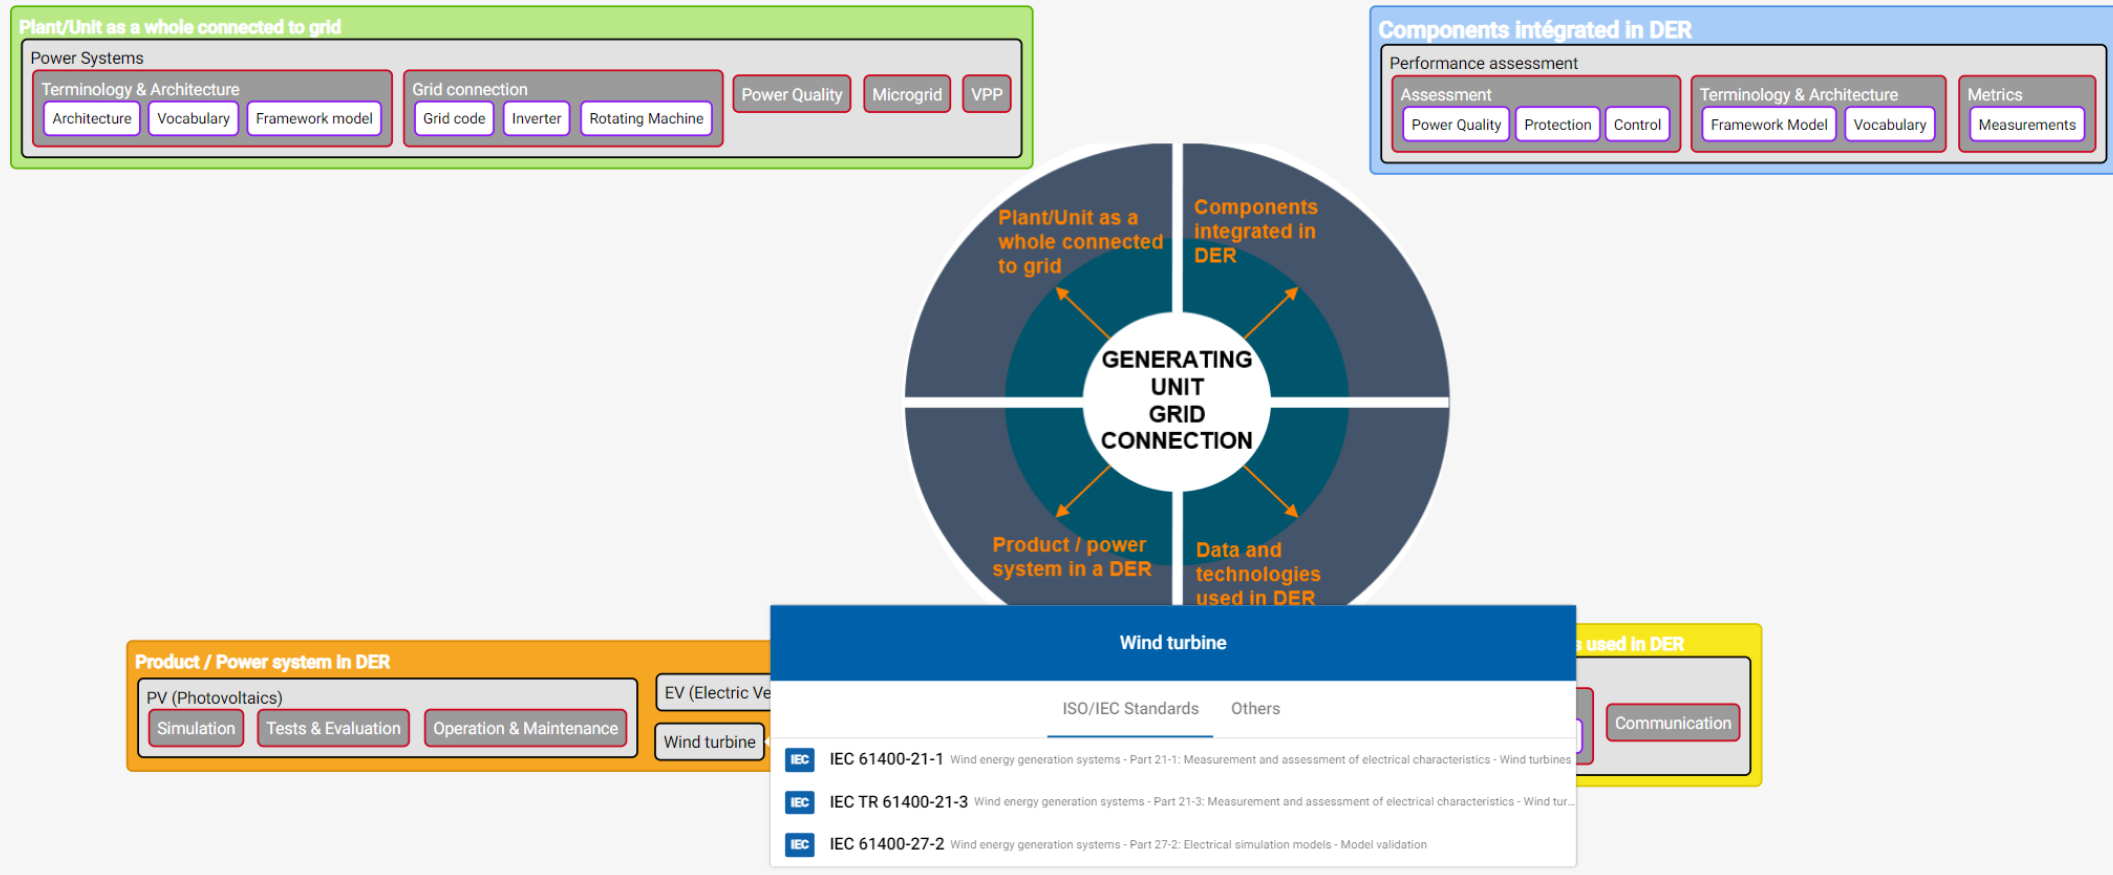 Plant/Unit as a whole connected to grid
Power Systems
Terminology & Architecture
Architecture
Vocabulary
Framework model
Grid connection
Grid code
Inverter
Rotating Machine
Power Quality
Microgrid
VPP
Components intégrated in DER
Performance assessment
Assessment
Power Quality
Protection
Control
Terminology & Architecture
Framework Model
Vocabulary
Metrics
Measurements
Plant/Unit as a
whole connected
to grid
Components
integrated in
DER
GENERATING
UNIT
GRID
CONNECTION
Product / power
system in a DER
Data and
technologies
used in DER
Product / Power system in DER
PV (Photovoltaics)
Simulation
Tests & Evaluation
Operation & Maintenance
EV (Electric Ve
Wind turbine
s used in DER
Communication
Wind turbine
ISO/IEC Standards
Others
IEC IEC 61400-21-1 Wind energy generation systems - Part 21-1: Measurement and assessment of electrical characteristics - Wind turbines
IEC IEC TR 61400-21-3 Wind energy generation systems - Part 21-3: Measurement and assessment of electrical characteristics - Wind tur...
IEC IEC 61400-27-2 Wind energy generation systems - Part 27-2: Electrical simulation models - Model validation